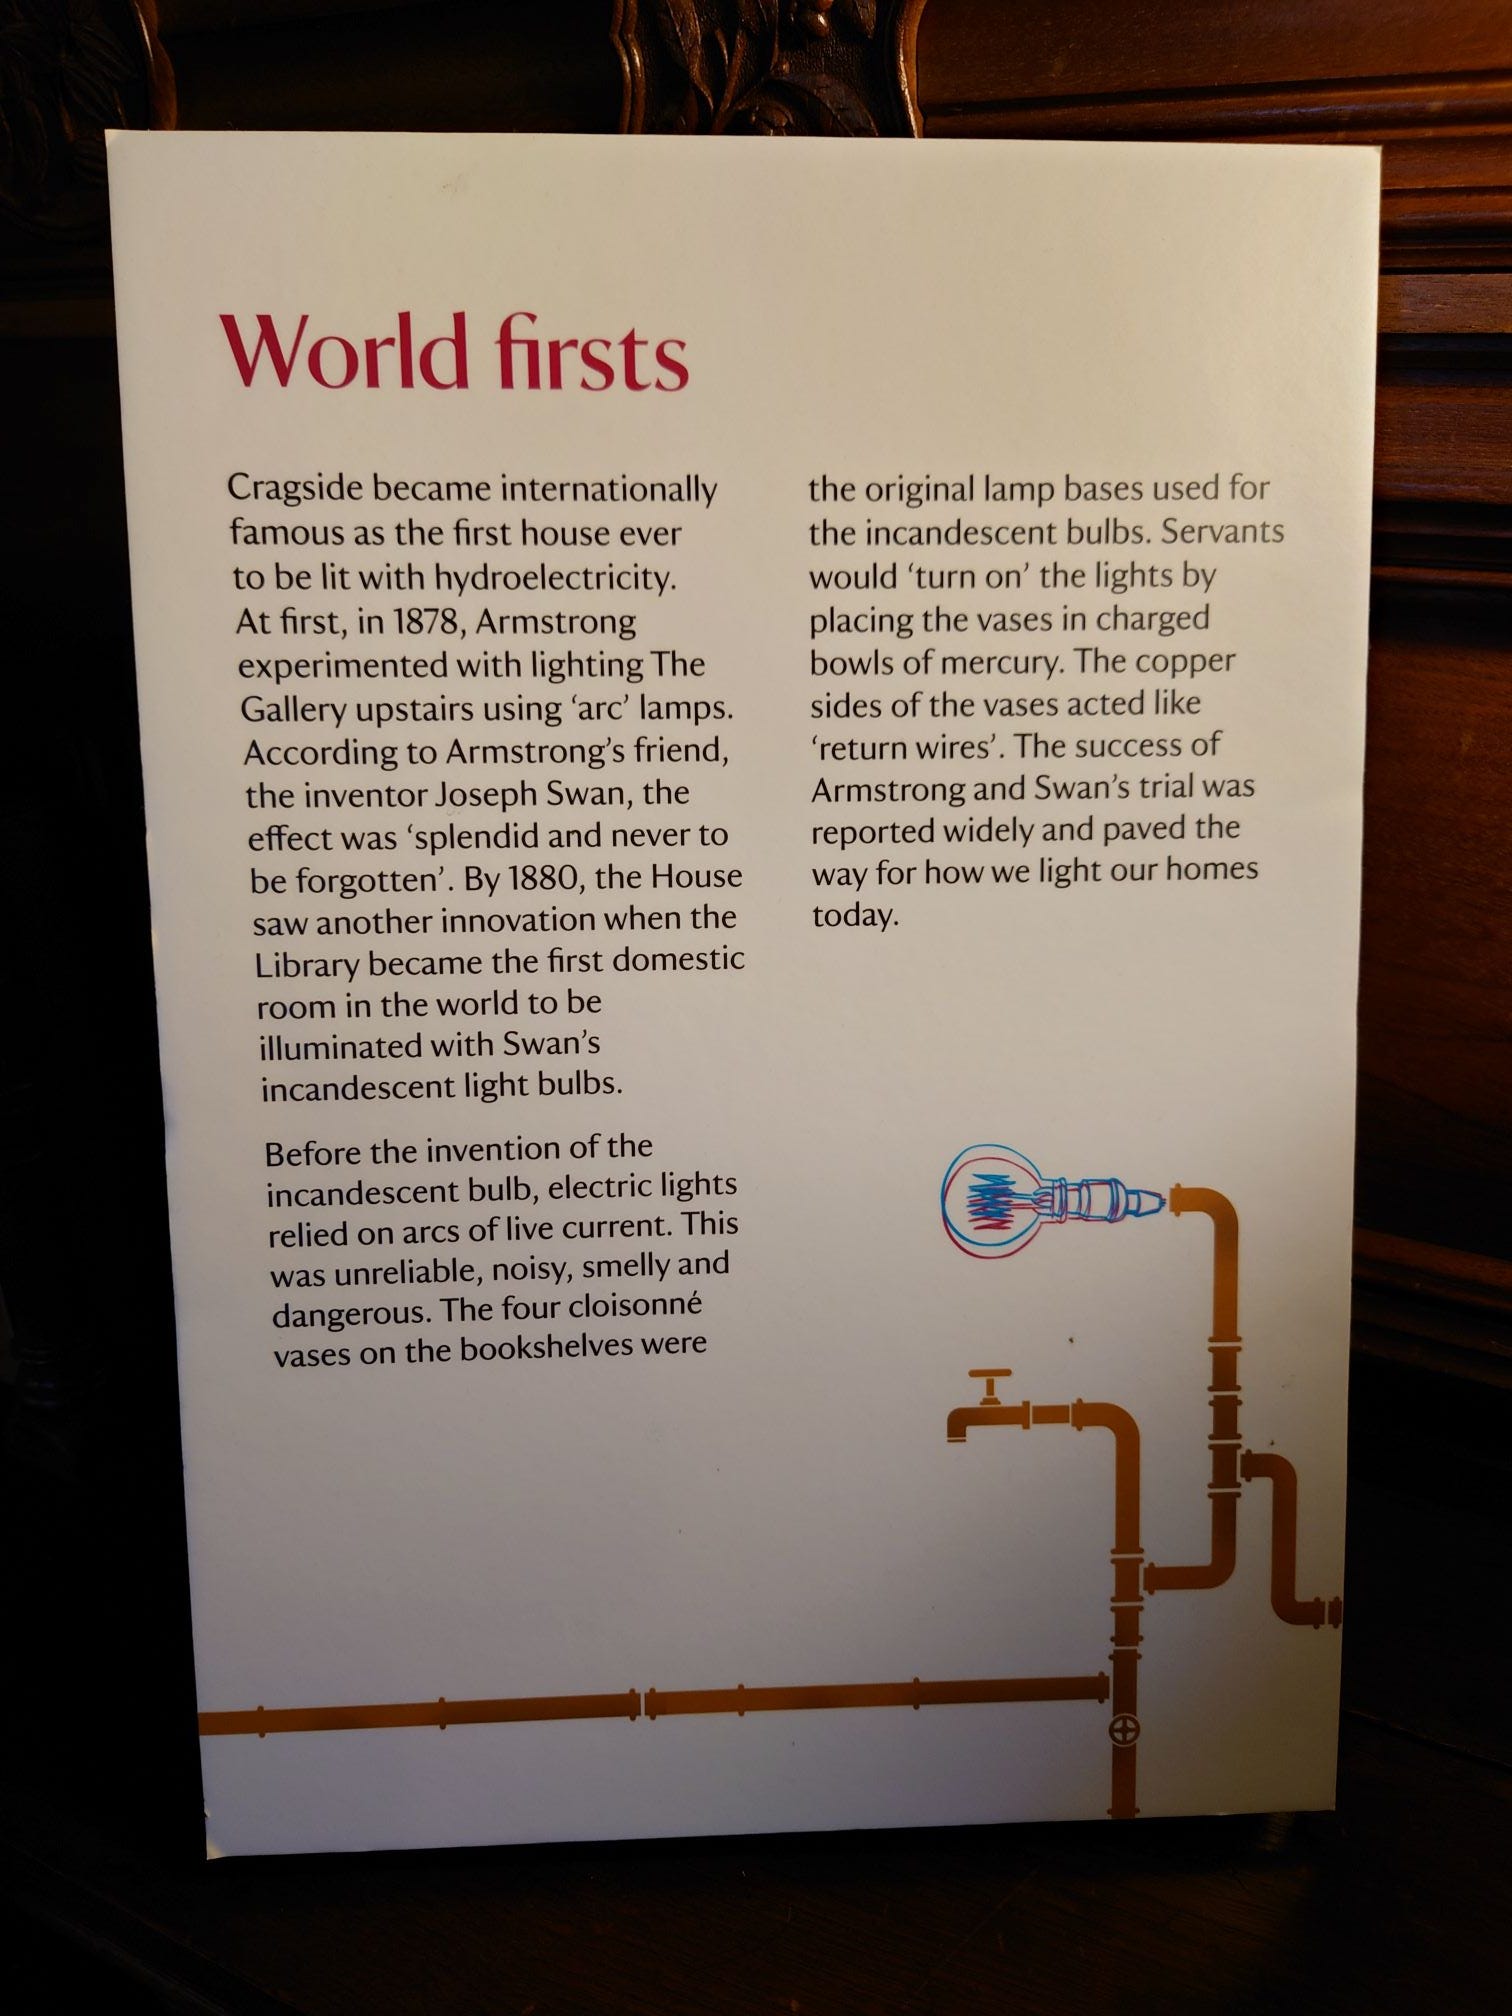 World firsts
Cragside became internationally
famous as the first house ever
to be lit with hydroelectricity.
At first, in 1878, Armstrong
experimented with lighting The
Gallery upstairs using ‘arc’ lamps.
According to Armstrong’s friend,
the inventor Joseph Swan, the
effect was ‘splendid and never to
be forgotten’. By 1880, the House
saw another innovation when the
Library became the first domestic
room in the world to be
illuminated with Swan’s
incandescent light bulbs.
Before the invention of the
incandescent bulb, electric lights
relied on arcs of live current. This
was unreliable, noisy, smelly and
dangerous. The four cloisonné
vases on the bookshelves were
the original lamp bases used for
the incandescent bulbs. Servants
would ‘turn on’ the lights by
placing the vases in charged
bowls of mercury. The copper
sides of the vases acted like
‘return wires’. The success of
Armstrong and Swan’s trial was
reported widely and paved the
way for how we light our homes
today.